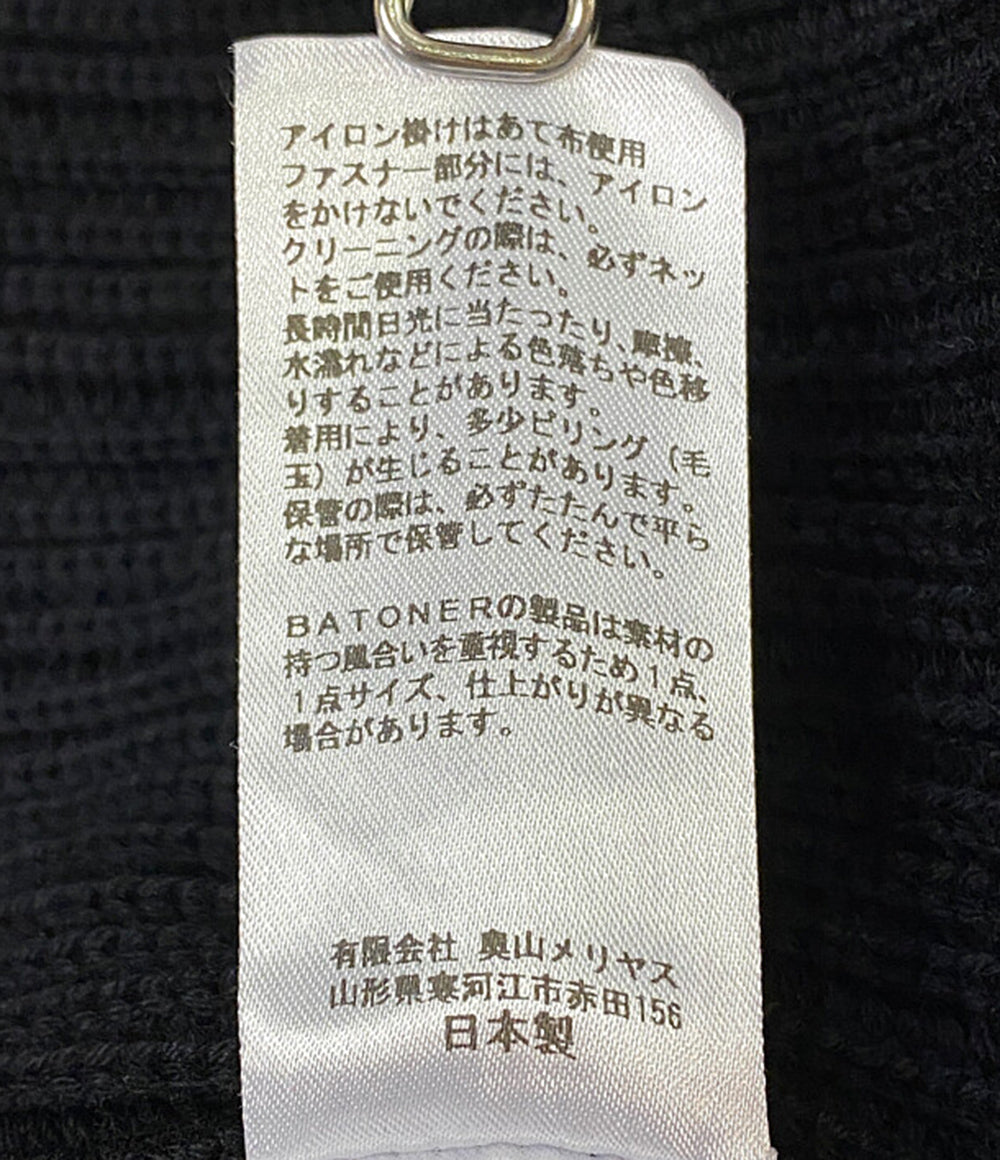 アイロン掛けはあて布使用
ファスナー部分には、アイロン
をかけないでください。
クリーニングの際は、必ずネッ
トをご使用ください。
長時間日光に当たったり、摩擦、
水濡れなどによる色落ちや色移
りすることがあります。
着用により、多少ピリング（毛
玉）が生じることがあります。
保管の際は、必ずたたんで平ら
な場所で保管してください。
BATONERの製品は素材の
持つ風合いを重視するため１点、
１点サイズ、仕上がりが異なる
場合があります。
有限会社 奥山メリヤス
山形県寒河江市赤田156
日本製